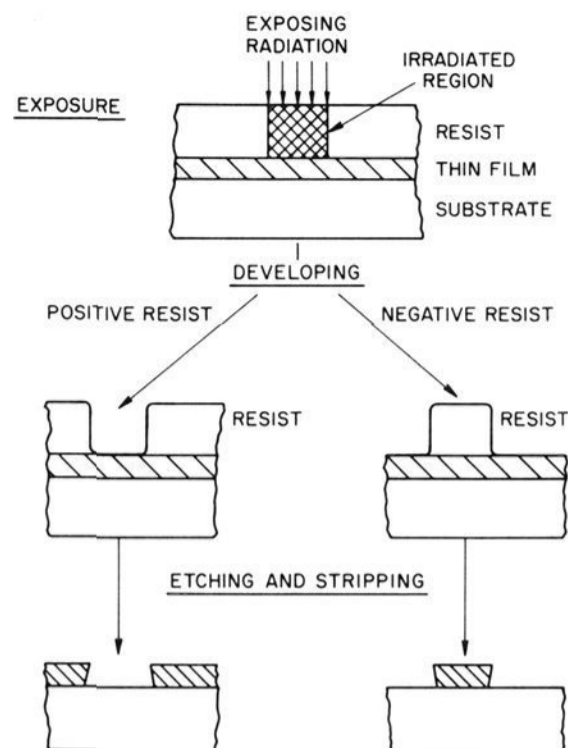 EXPOSING
RADIATION
IRRADIATED
REGION
EXPOSURE
RESIST
THIN FILM
SUBSTRATE
DEVELOPING
POSITIVE RESIST
NEGATIVE RESIST
RESIST
RESIST
ETCHING AND STRIPPING